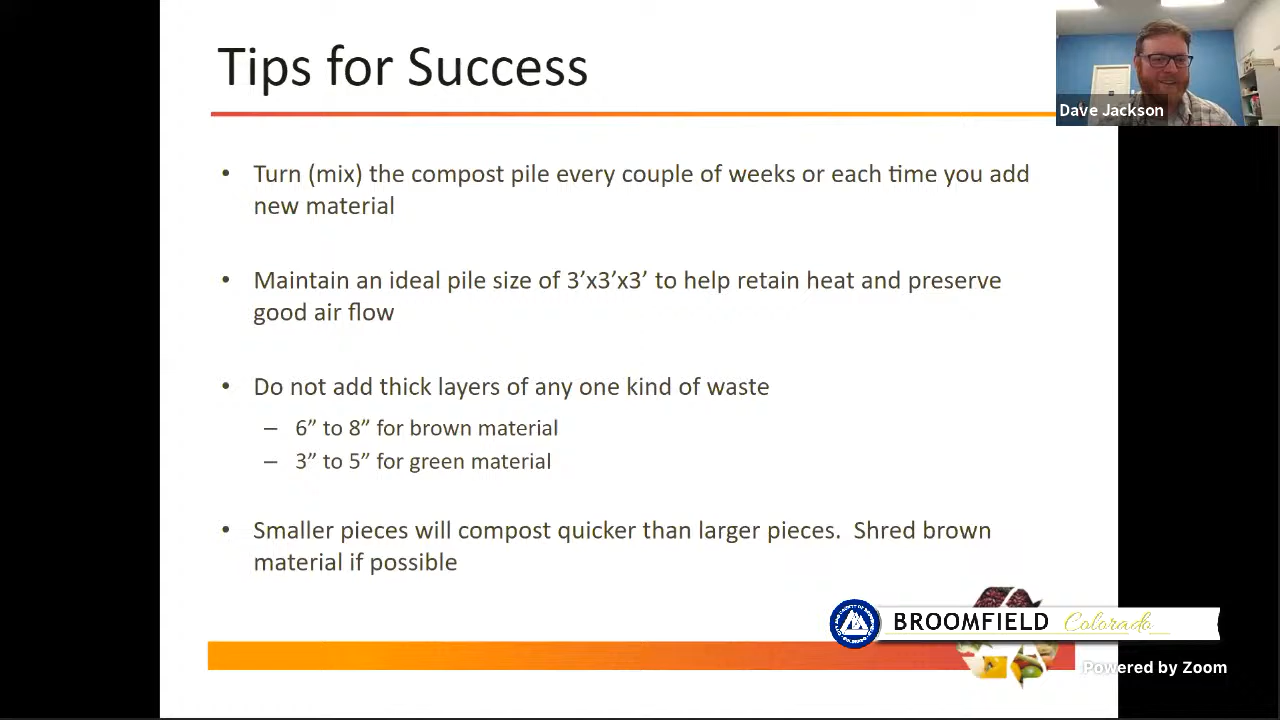 Tips for Success
Dave Jackson
• Turn (mix) the compost pile every couple of weeks or each time you add
new material
• Maintain an ideal pile size of 3’x3’x3’ to help retain heat and preserve
good air flow
• Do not add thick layers of any one kind of waste
– 6” to 8” for brown material
– 3” to 5” for green material
• Smaller pieces will compost quicker than larger pieces.  Shred brown
material if possible
BROOMFIELD Colorado
Powered by Zoom